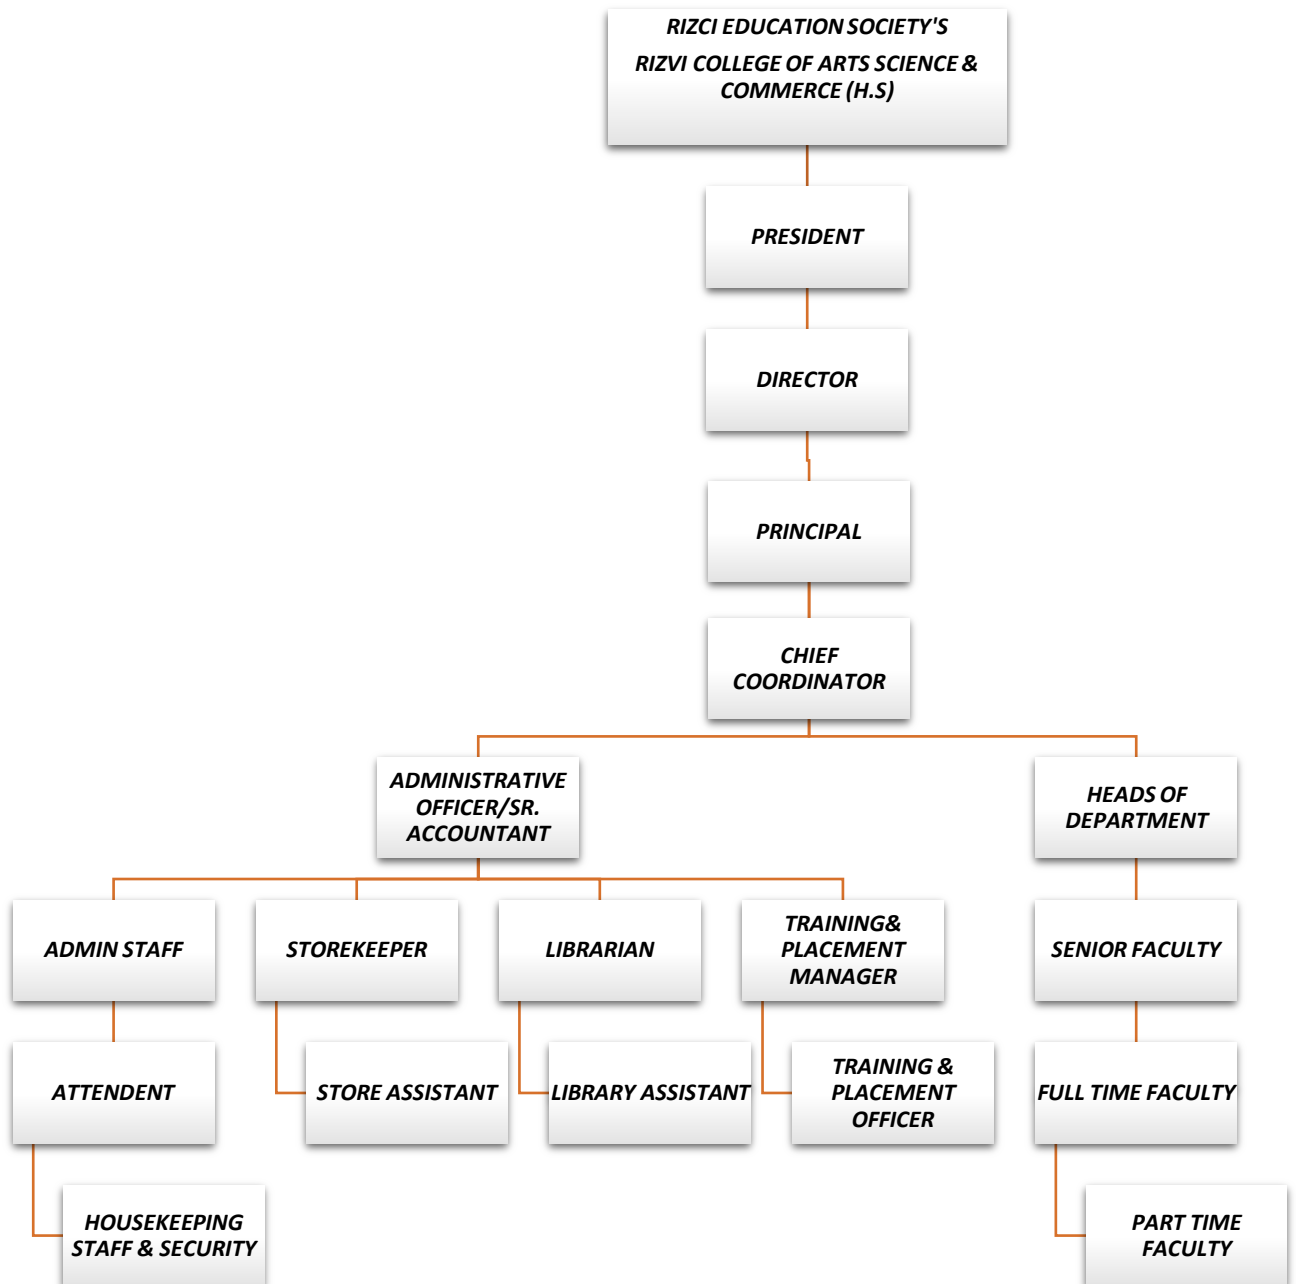 RIZCI EDUCATION SOCIETY'S
RIZVI COLLEGE OF ARTS SCIENCE &
COMMERCE (H.S)
PRESIDENT
DIRECTOR
PRINCIPAL
CHIEF
COORDINATOR
ADMINISTRATIVE
OFFICER/SR.
ACCOUNTANT
HEADS OF
DEPARTMENT
ADMIN STAFF
STOREKEEPER
LIBRARIAN
TRAINING&
PLACEMENT
MANAGER
SENIOR FACULTY
ATTENDENT
STORE ASSISTANT
LIBRARY ASSISTANT
TRAINING &
PLACEMENT
OFFICER
FULL TIME FACULTY
HOUSEKEEPING
STAFF & SECURITY
PART TIME
FACULTY